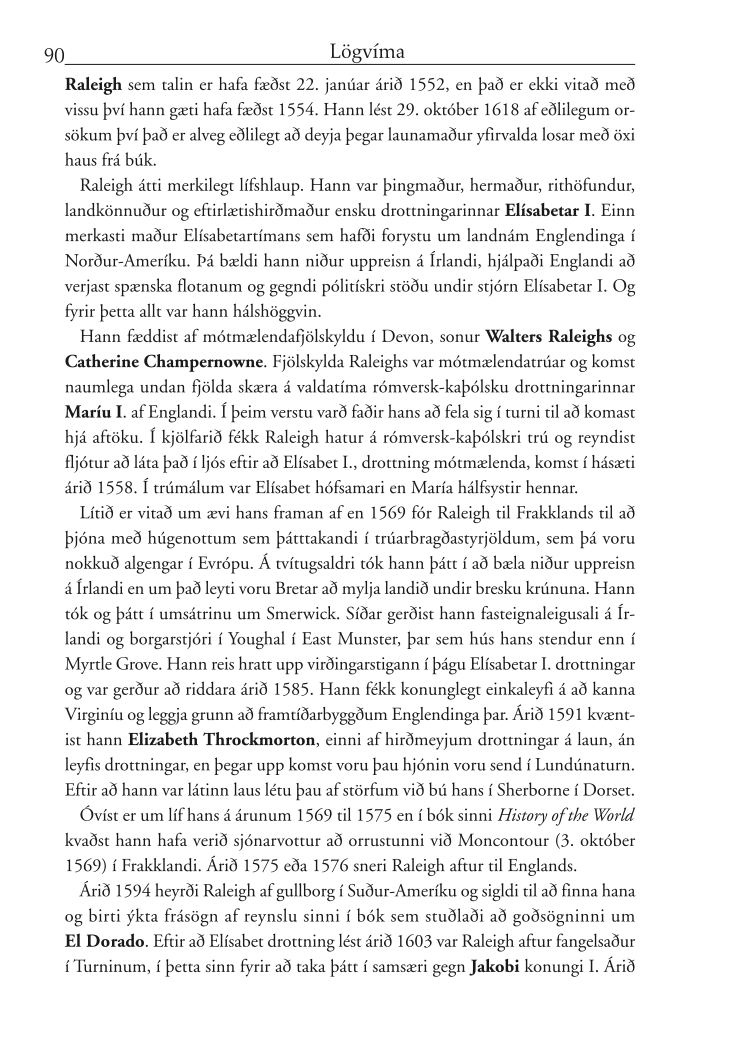 90
Lögvíma
Raleigh sem talin er hafa fæðst 22. janúar árið 1552, en það er ekki vitað með
vissu því hann gæti hafa fæðst 1554. Hann lést 29. október 1618 af eðlilegum or-
sökum því það er alveg eðlilegt að deyja þegar launamaður yfirvalda losar með öxi
haus frá búk.
Raleigh átti merkilegt lífshlaup. Hann var þingmaður, hermaður, rithöfundur,
landkönnuður og eftirlætishirðmaður ensku drottningarinnar Elísabetar I. Einn
merkasti maður Elísabetartímans sem hafði forystu um landnám Englendinga í
Norður-Ameríku. Þá bældi hann niður uppreisn á Írlandi, hjálpaði Englandi að
verjast spænska flotanum og gegndi pólitískri stöðu undir stjórn Elísabetar I. Og
fyrir þetta allt var hann hálshöggvin.
Hann fæddist af mótmælendafjölskyldu í Devon, sonur Walters Raleighs og
Catherine Champernowne. Fjölskylda Raleighs var mótmælendatrúar og komst
naumlega undan fjölda skæra á valdatíma rómversk-kaþólsku drottningarinnar
Maríu I. af Englandi. Í þeim verstu varð faðir hans að fela sig í turni til að komast
hjá aftöku. Í kjölfarið fékk Raleigh hatur á rómversk-kaþólskri trú og reyndist
fljótur að láta það í ljós eftir að Elísabet I., drottning mótmælenda, komst í hásæti
árið 1558. Í trúmálum var Elísabet hófsamari en María hálfsystir hennar.
Lítið er vitað um ævi hans framan af en 1569 fór Raleigh til Frakklands til að
þjóna með húgenottum sem þátttakandi í trúarbragðastyrjöldum, sem þá voru
nokkuð algengar í Evrópu. Á tvítugsaldri tók hann þátt í að bæla niður uppreisn
á Írlandi en um það leyti voru Bretar að mylja landið undir bresku krúnuna. Hann
tók og þátt í umsátrinu um Smerwick. Síðar gerðist hann fasteignaleigusali á Ír-
landi og borgarstjóri í Youghal í East Munster, þar sem hús hans stendur enn í
Myrtle Grove. Hann reis hratt upp virðingarstigann í þágu Elísabetar I. drottningar
og var gerður að riddara árið 1585. Hann fékk konunglegt einkaleyfi á að kanna
Virginíu og leggja grunn að framtíðarbyggðum Englendinga þar. Árið 1591 kvænt-
ist hann Elizabeth Throckmorton, einni af hirðmeyjum drottningar á laun, án
leyfis drottningar, en þegar upp komst voru þau hjónin voru send í Lundúnaturn.
Eftir að hann var látinn laus létu þau af störfum við bú hans í Sherborne í Dorset.
Óvíst er um líf hans á árunum 1569 til 1575 en í bók sinni History of the World
kvaðst hann hafa verið sjónarvottur að orrustunni við Moncontour (3. október
1569) í Frakklandi. Árið 1575 eða 1576 sneri Raleigh aftur til Englands.
Árið 1594 heyrði Raleigh af gullborg í Suður-Ameríku og sigldi til að finna hana
og birti ýkta frásögn af reynslu sinni í bók sem stuðlaði að goðsögninni um
El Dorado. Eftir að Elísabet drottning lést árið 1603 var Raleigh aftur fangelsaður
í Turninum, í þetta sinn fyrir að taka þátt í samsæri gegn Jakobi konungi I. Árið